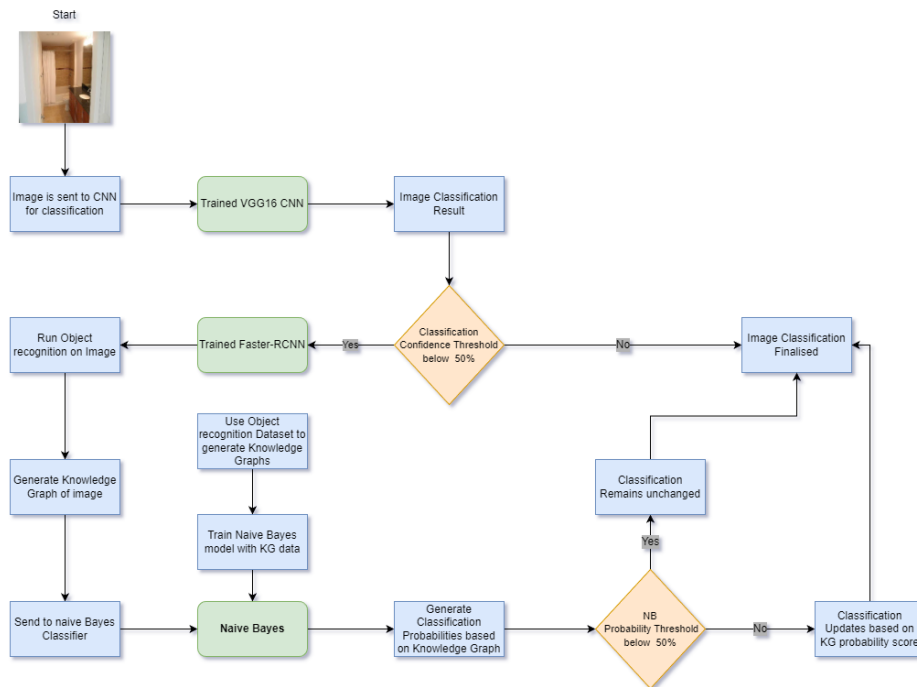 Start
Image is sent to CNN
for classification
Trained VGG16 CNN
Image Classification
Result
Run Object
recognition on Image
Trained Faster-RCNN
Yes
Classification
Confidence Threshold
below 50%
No
Image Classification
Finalised
Use Object
recognition Dataset to
generate Knowledge
Graphs
Generate Knowledge
Graph of image
Classification
Remains unchanged
Train Naive Bayes
model with KG data
Yes
Send to naive Bayes
Classifier
Naive Bayes
Generate
Classification
Probabilities based
on Knowledge Graph
NB
Probability Threshold
below 50%
No
Classification
Updates based on
KG probability score